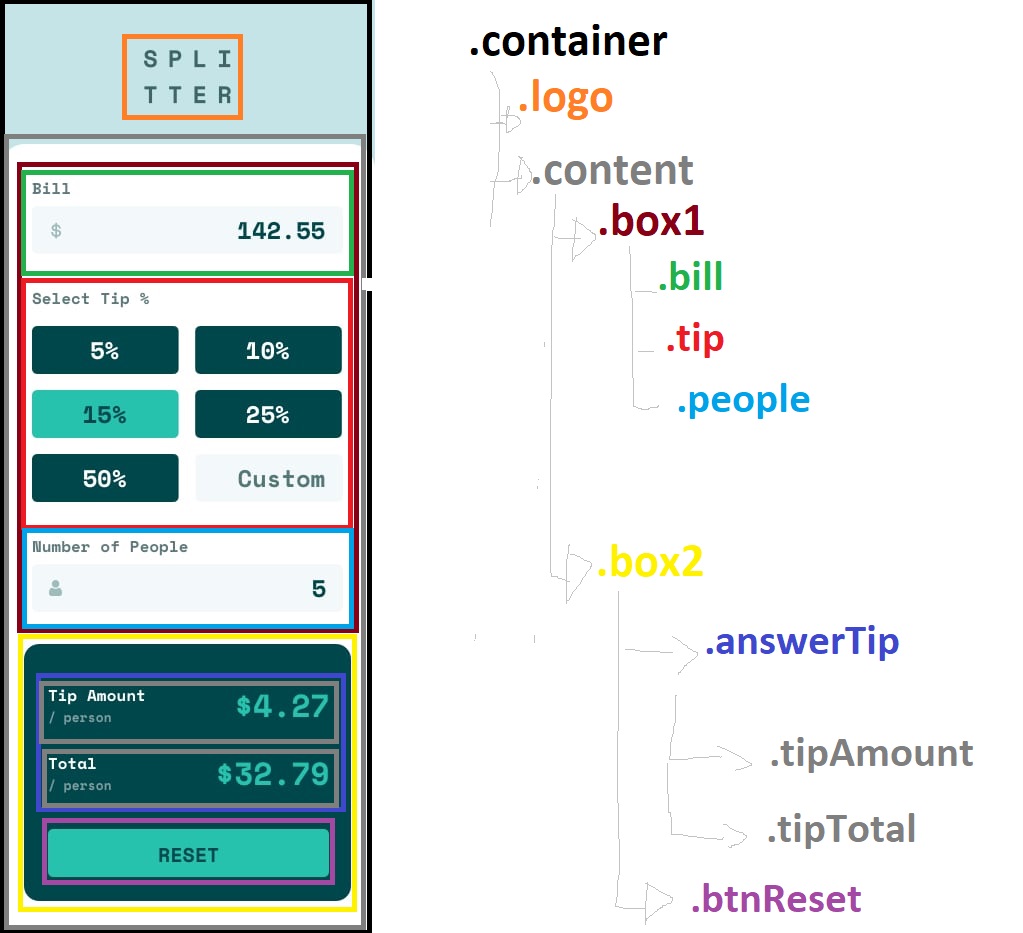 SPLI
TTER
Bill
$ 142.55
Select Tip %
5% 10%
15% 25%
50% Custom
Number of People
5
Tip Amount
/ person
$4.27
Total
/ person
$32.79
RESET
.container
.logo
.content
.box1
.bill
.tip
.people
.box2
.answerTip
.tipAmount
.tipTotal
.btnReset